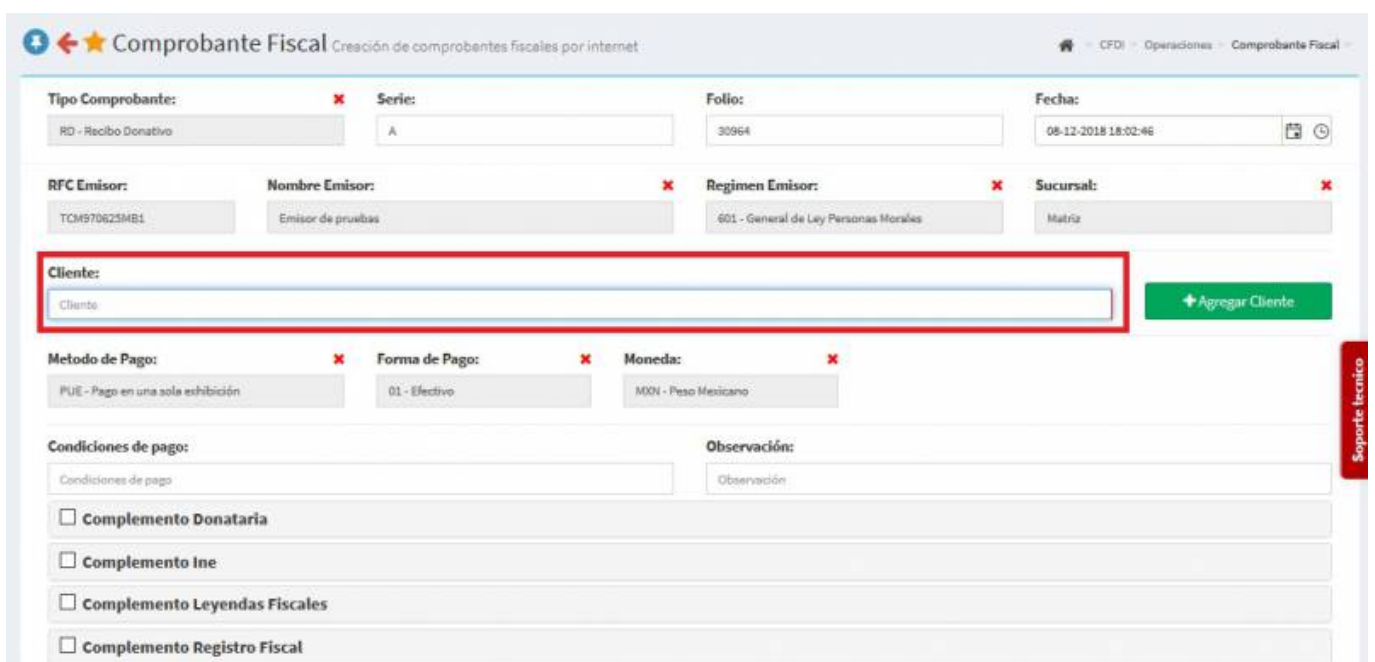 Comprobante Fiscal Creación de comprobantes fiscales por internet
CFDI - Operaciones - Comprobante Fiscal
Tipo Comprobante: Serie: Folio: Fecha:
RD - Recibo Donativo A 30964 08-12-2018 18:02:46
RFC Emisor: Nombre Emisor: Regimen Emisor: Sucursal:
TCM970625MB1 Emisor de pruebas 601 - General de Ley Personas Morales Matriz
Cliente:
Cliente
Agregar Cliente
Metodo de Pago: Forma de Pago: Moneda:
PUE - Pago en una sola exhibición 01 - Efectivo MXN - Peso Mexicano
Soporte tecnico
Condiciones de pago: Observación:
Condiciones de pago Observación
Complemento Donataria
Complemento Ine
Complemento Leyendas Fiscales
Complemento Registro Fiscal